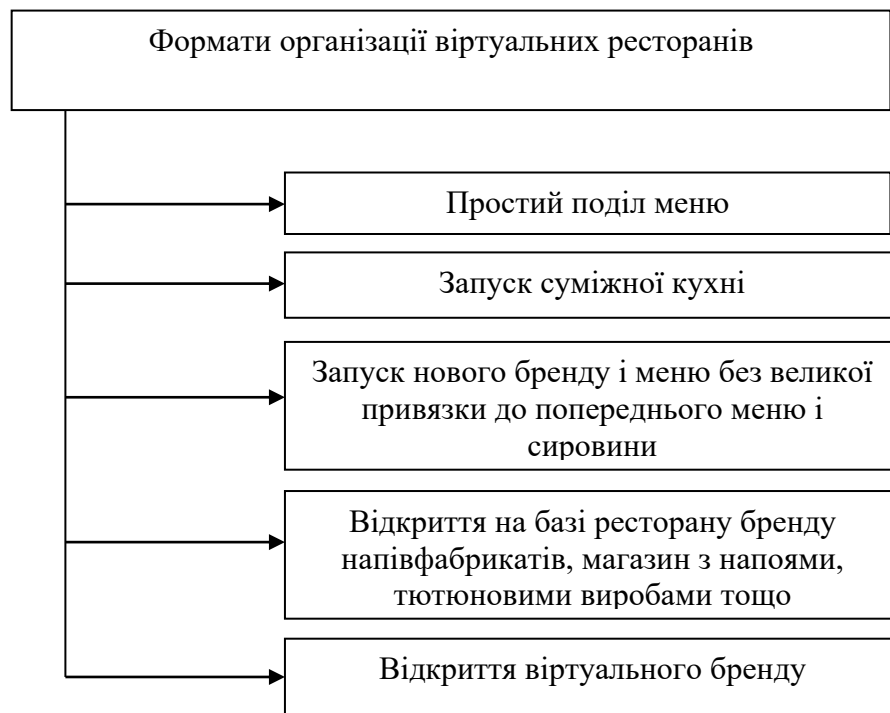 Формати організації віртуальних ресторанів
Простий поділ меню
Запуск суміжної кухні
Запуск нового бренду і меню без великої
привязки до попереднього меню і
сировини
Відкриття на базі ресторану бренду
напівфабрикатів, магазин з напоями,
тютюновими виробами тощо
Відкриття віртуального бренду